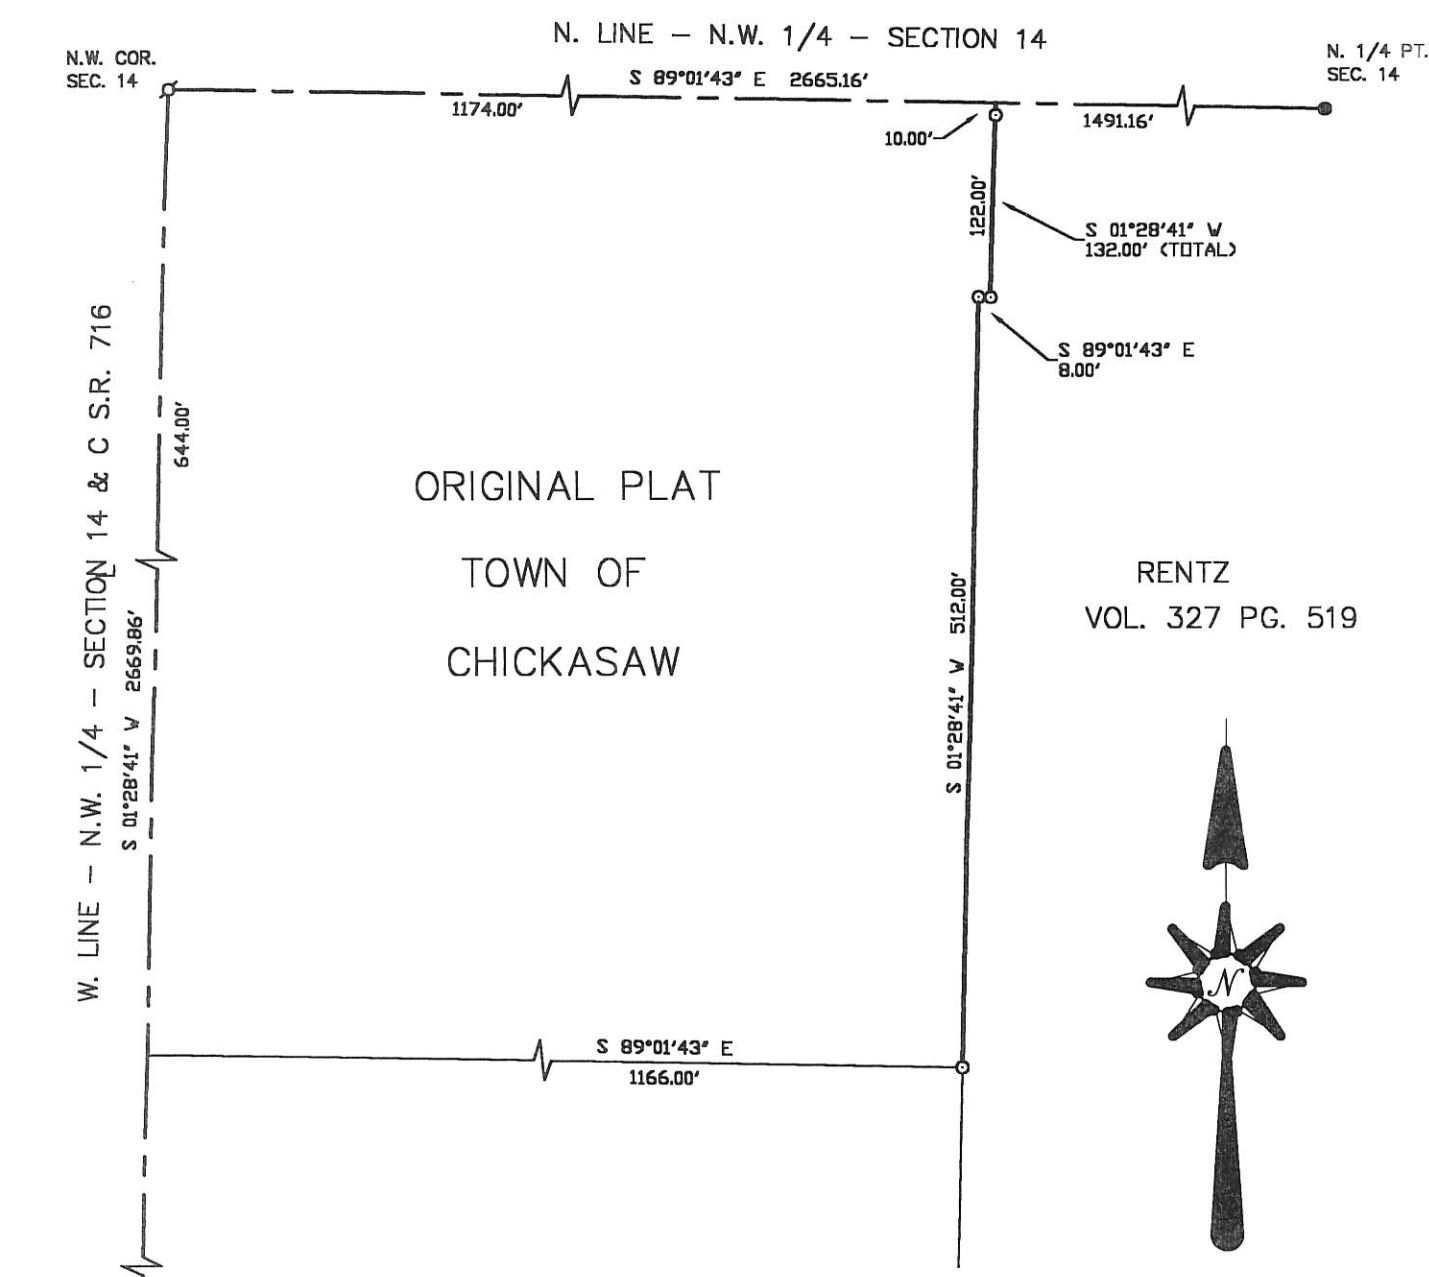 N. LINE - N.W. 1/4 - SECTION 14
N.W. COR.
SEC. 14
N. 1/4 PT.
SEC. 14
S 89°01'43" E 2665.16'
1174.00'
1491.16'
10.00'
122.00'
S 01°28'41" W
132.00' (TOTAL)
S 89°01'43" E
8.00'
W. LINE - N.W. 1/4 - SECTION 14 & C S.R. 716
L
644.00'
S 01°28'41" W 2669.86'
ORIGINAL PLAT
TOWN OF
CHICKASAW
S 01°28'41" W 512.00'
RENTZ
VOL. 327 PG. 519
N
S 89°01'43" E
1166.00'